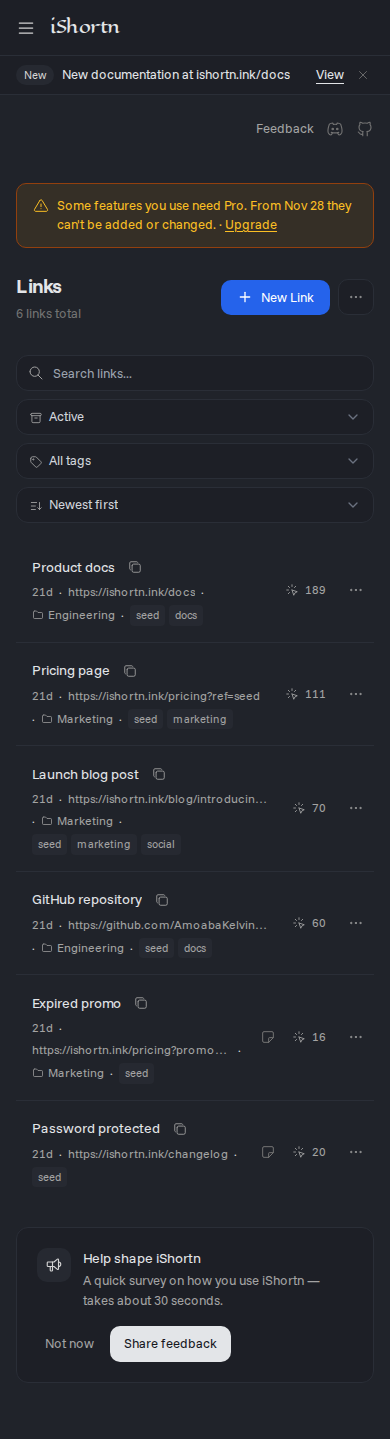 iShortn
New New documentation at ishortn.ink/docs View
Feedback
Some features you use need Pro. From Nov 28 they
can't be added or changed. · Upgrade
Links
6 links total
New Link
Search links...
Active
All tags
Newest first
Product docs
21d · https://ishortn.ink/docs ·
Engineering · seed docs
189
Pricing page
21d · https://ishortn.ink/pricing?ref=seed
· Marketing · seed marketing
111
Launch blog post
21d · https://ishortn.ink/blog/introducin...
· Marketing ·
seed marketing social
70
GitHub repository
21d · https://github.com/AmoabaKelvin...
· Engineering · seed docs
60
Expired promo
21d ·
https://ishortn.ink/pricing?promo... ·
Marketing · seed
16
Password protected
21d · https://ishortn.ink/changelog ·
seed
20
Help shape iShortn
A quick survey on how you use iShortn —
takes about 30 seconds.
Not now Share feedback